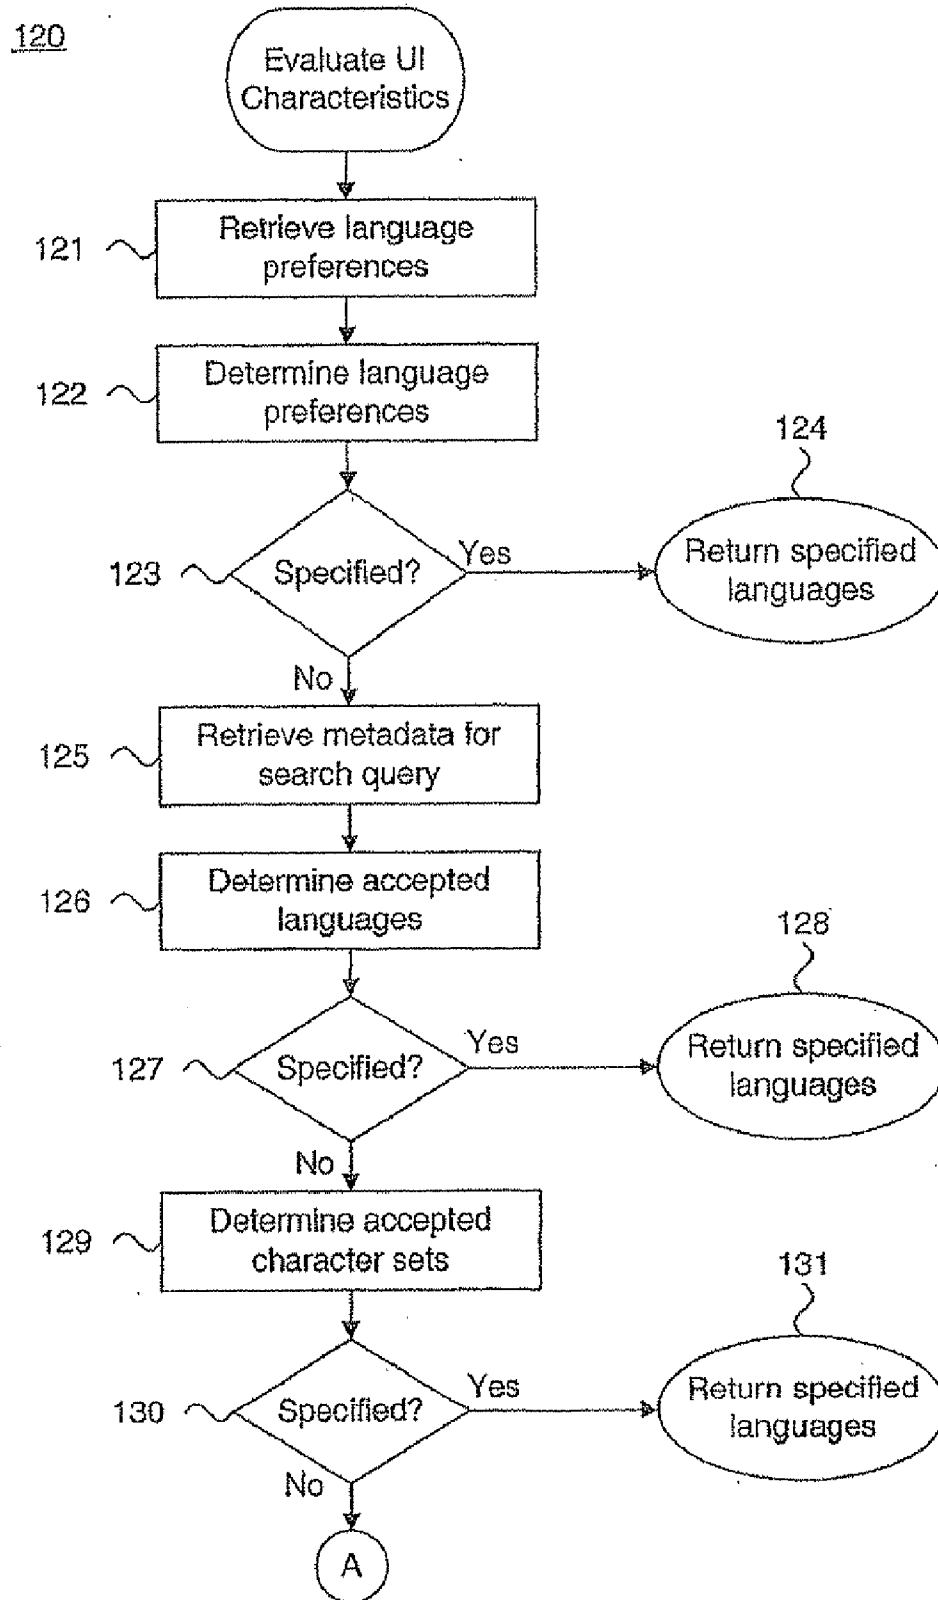 120
Evaluate UI
Characteristics
121
Retrieve language
preferences
122
Determine language
preferences
124
123
Specified?
Yes
Return specified
languages
No
125
Retrieve metadata for
search query
126
Determine accepted
languages
128
127
Specified?
Yes
Return specified
languages
No
129
Determine accepted
character sets
131
130
Specified?
Yes
Return specified
languages
No
A